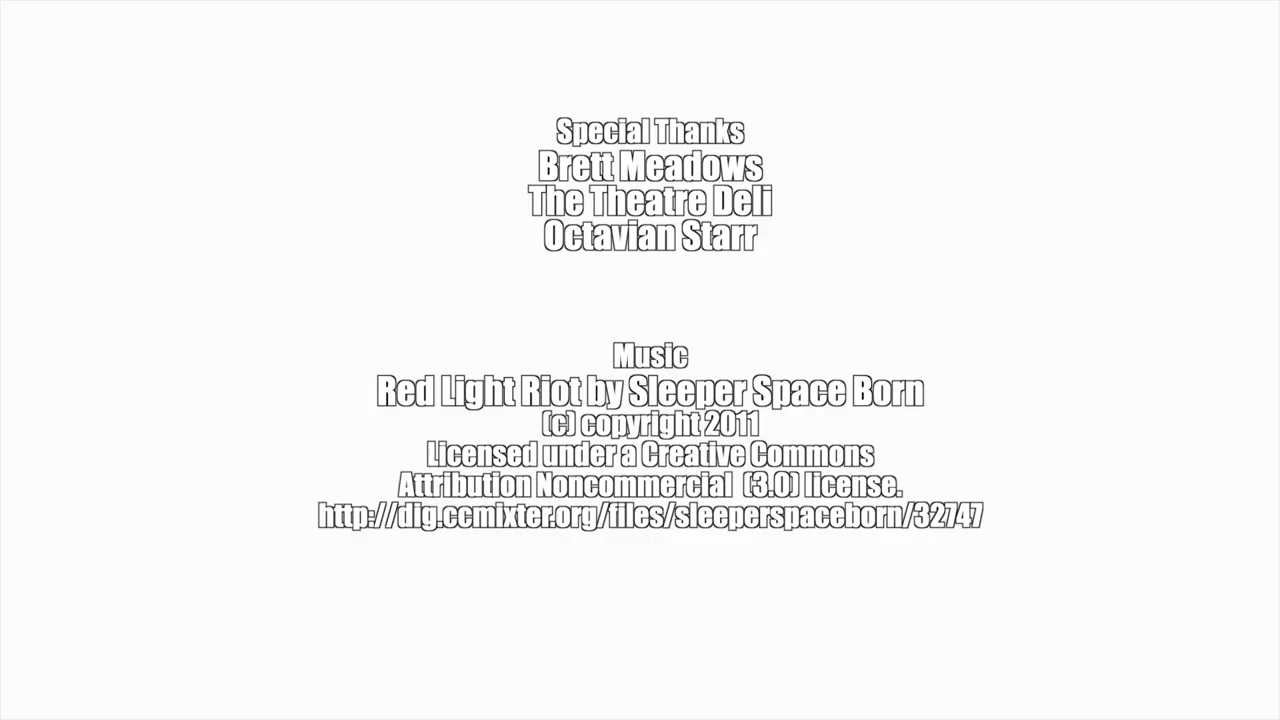 Special Thanks
Brett Meadows
The Theatre Deli
Octavian Starr
Music
Red Light Riot by Sleeper Space Born
(c) copyright 2011
Licensed under a Creative Commons
Attribution Noncommercial  (3.0) license.
http://dig.ccmixter.org/files/sleeperspaceborn/32747